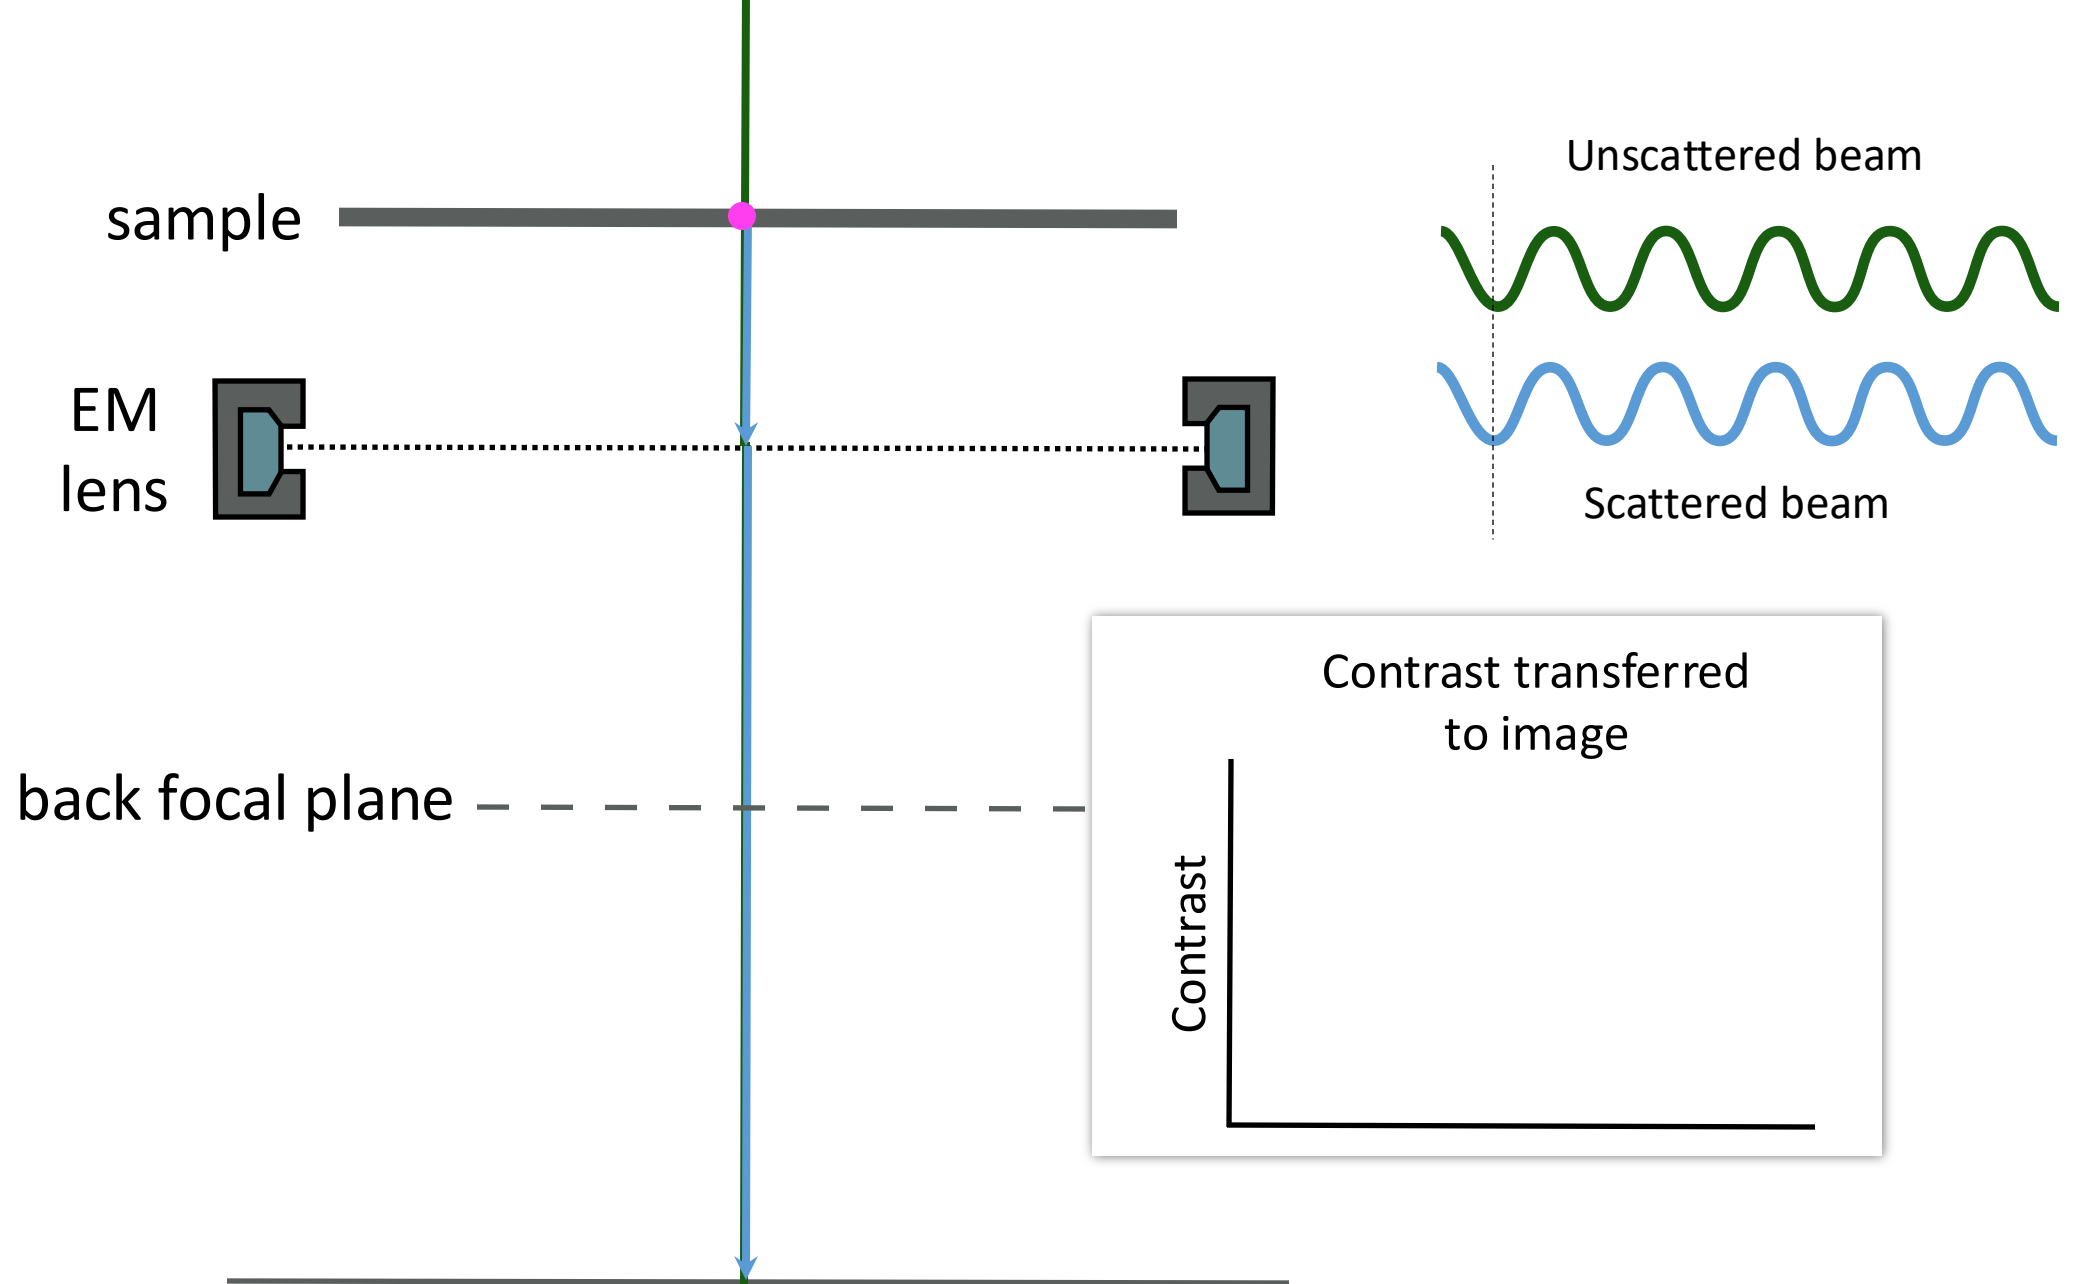 Unscattered beam
sample
EM
lens
Scattered beam
Contrast transferred
to image
back focal plane
Contrast